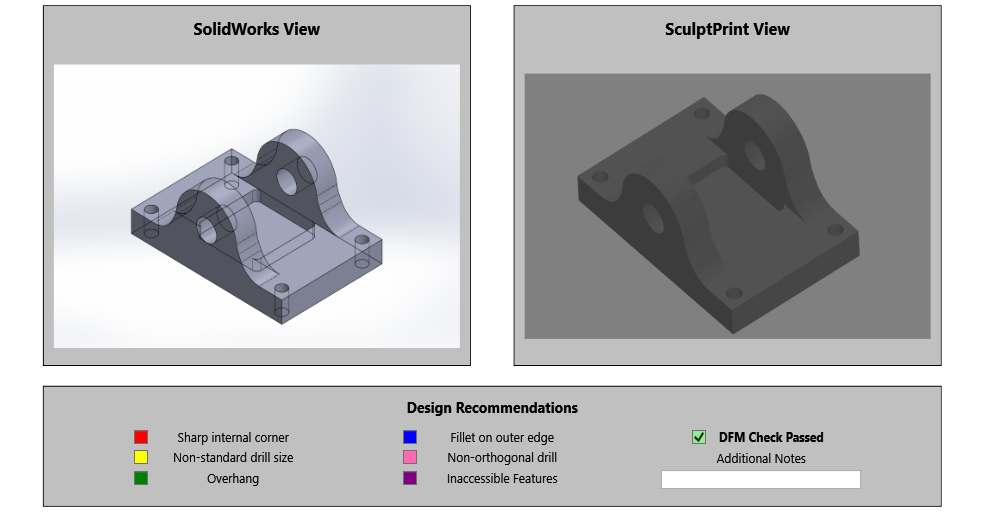 SolidWorks View
SculptPrint View
Design Recommendations
Sharp internal corner
Fillet on outer edge
DFM Check Passed
Non-standard drill size
Non-orthogonal drill
Additional Notes
Overhang
Inaccessible Features